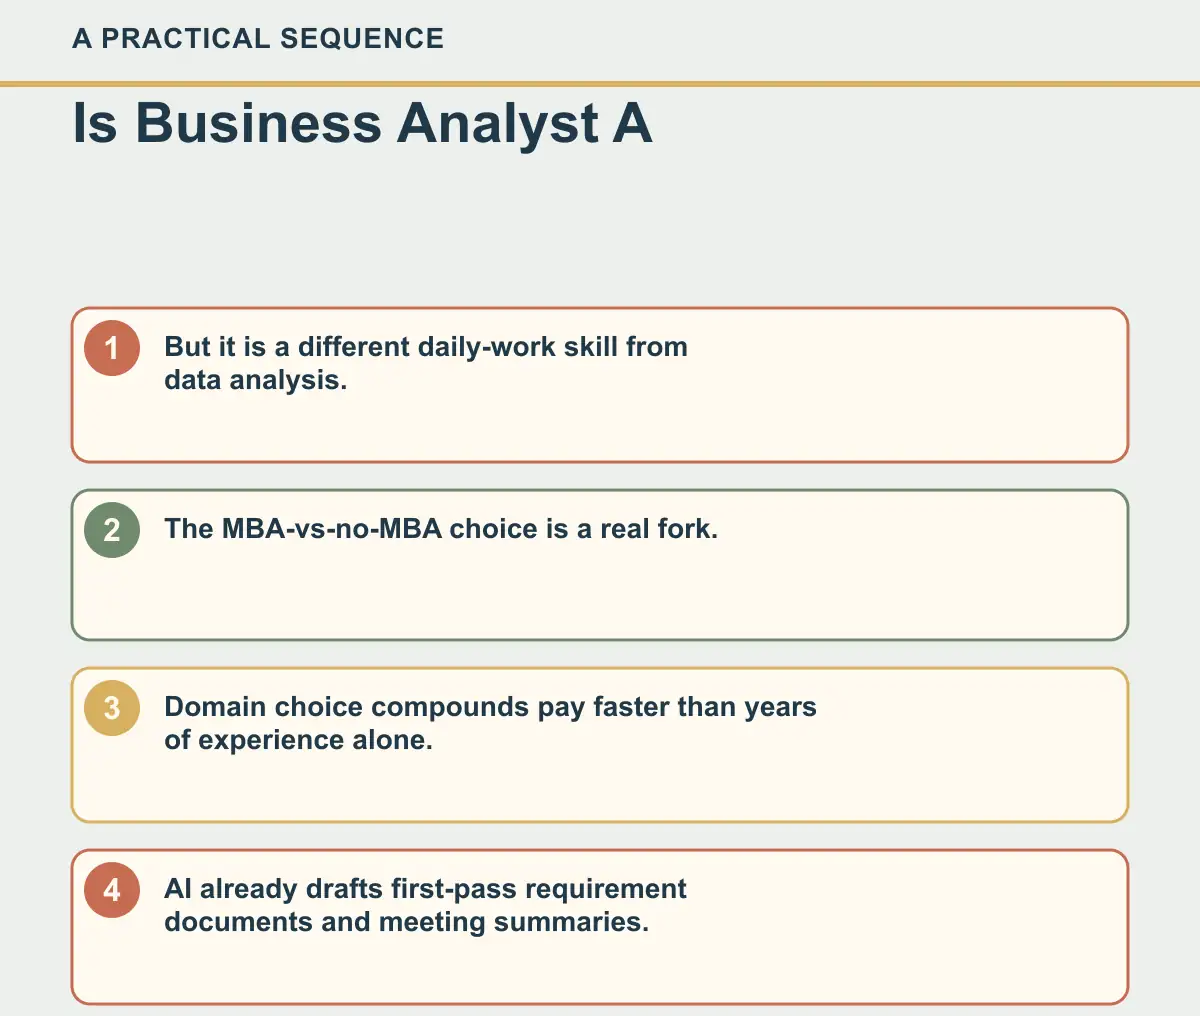 A PRACTICAL SEQUENCE
Is Business Analyst A
1
But it is a different daily-work skill from
data analysis.
2
The MBA-vs-no-MBA choice is a real fork.
3
Domain choice compounds pay faster than years
of experience alone.
4
AI already drafts first-pass requirement
documents and meeting summaries.